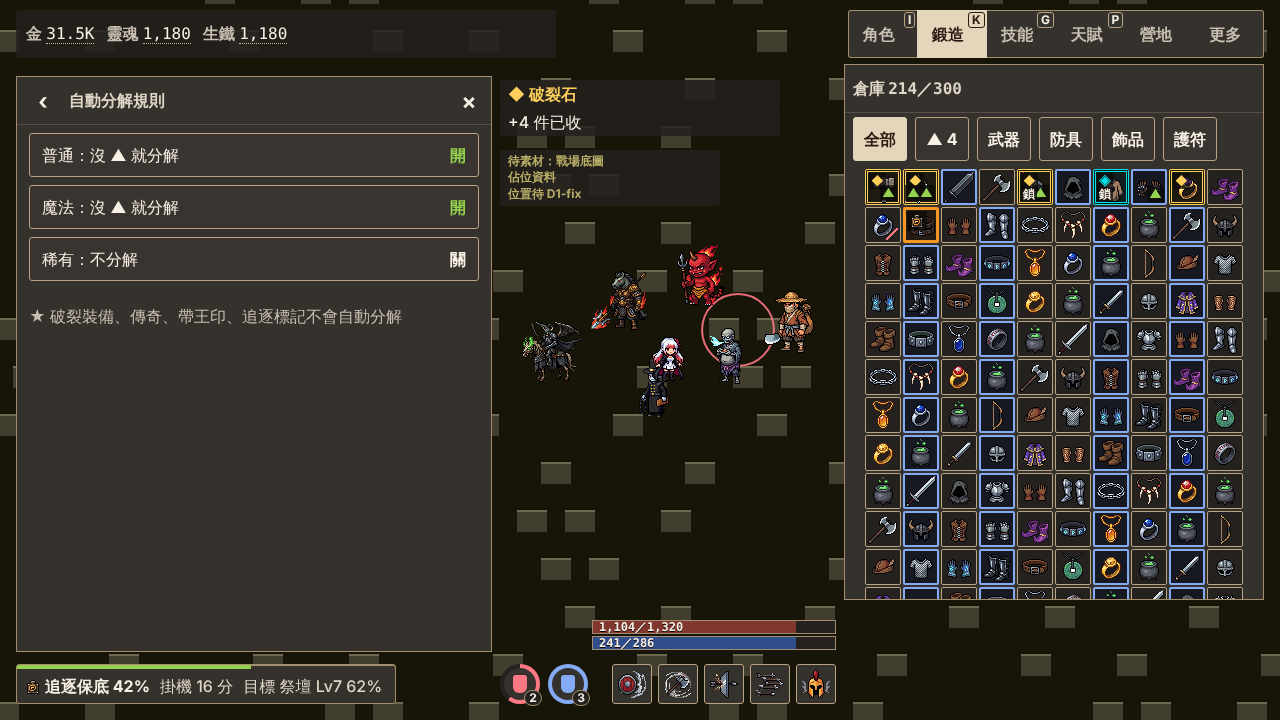 金 31.5K 靈魂 1,180 生鐵 1,180
角色 I 鍛造 K 技能 G 天賦 P 營地 更多
‹ 自動分解規則 ×
普通：沒 ▲ 就分解 開
魔法：沒 ▲ 就分解 開
稀有：不分解 關
★ 破裂裝備、傳奇、帶王印、追逐標記不會自動分解
◆ 破裂石
+4 件已收
待素材：戰場底圖
佔位資料
位置待 D1-fix
倉庫 214／300
全部 ▲ 4 武器 防具 飾品 護符
鎖 鎖
1,104／1,320
241／286
追逐保底 42% 掛機 16 分 目標 祭壇 Lv7 62%
2 3